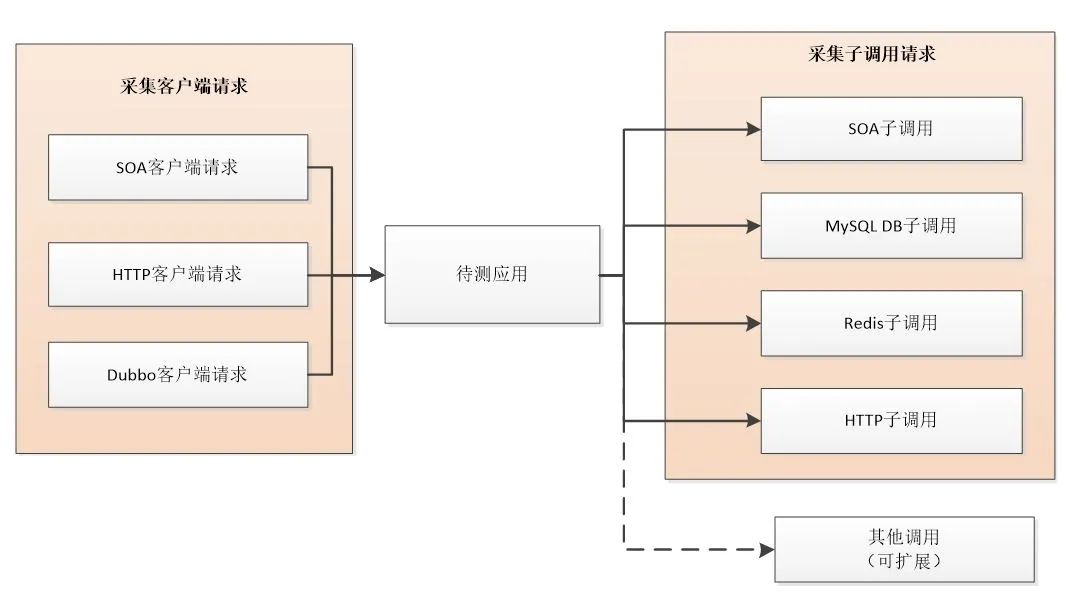 采集客户端请求
SOA客户端请求
HTTP客户端请求
Dubbo客户端请求
待测应用
采集子调用请求
SOA子调用
MySQL DB子调用
Redis子调用
HTTP子调用
其他调用
（可扩展）